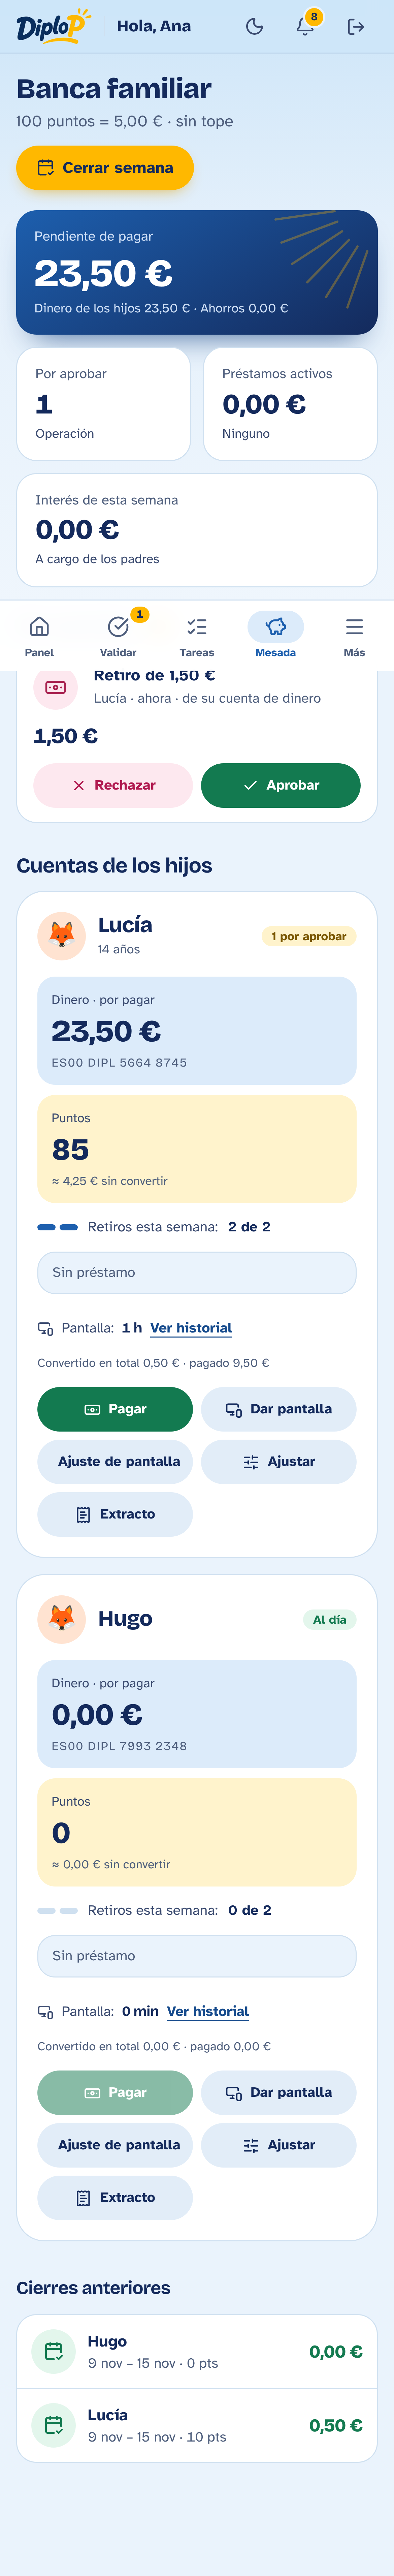 DiploP
Hola, Ana
8
Banca familiar
100 puntos = 5,00 € · sin tope
Cerrar semana
Pendiente de pagar
23,50 €
Dinero de los hijos 23,50 € · Ahorros 0,00 €
Por aprobar
1
Operación
Préstamos activos
0,00 €
Ninguno
Interés de esta semana
0,00 €
A cargo de los padres
1
Panel
Validar
Tareas
Mesada
Más
Retiro de 1,50 €
Lucía · ahora · de su cuenta de dinero
1,50 €
Rechazar
Aprobar
Cuentas de los hijos
Lucía
14 años
1 por aprobar
Dinero · por pagar
23,50 €
ES00 DIPL 5664 8745
Puntos
85
≈ 4,25 € sin convertir
Retiros esta semana: 2 de 2
Sin préstamo
Pantalla: 1 h Ver historial
Convertido en total 0,50 € · pagado 9,50 €
Pagar
Dar pantalla
Ajuste de pantalla
Ajustar
Extracto
Hugo
Al día
Dinero · por pagar
0,00 €
ES00 DIPL 7993 2348
Puntos
0
≈ 0,00 € sin convertir
Retiros esta semana: 0 de 2
Sin préstamo
Pantalla: 0 min Ver historial
Convertido en total 0,00 € · pagado 0,00 €
Pagar
Dar pantalla
Ajuste de pantalla
Ajustar
Extracto
Cierres anteriores
Hugo
9 nov – 15 nov · 0 pts
0,00 €
Lucía
9 nov – 15 nov · 10 pts
0,50 €